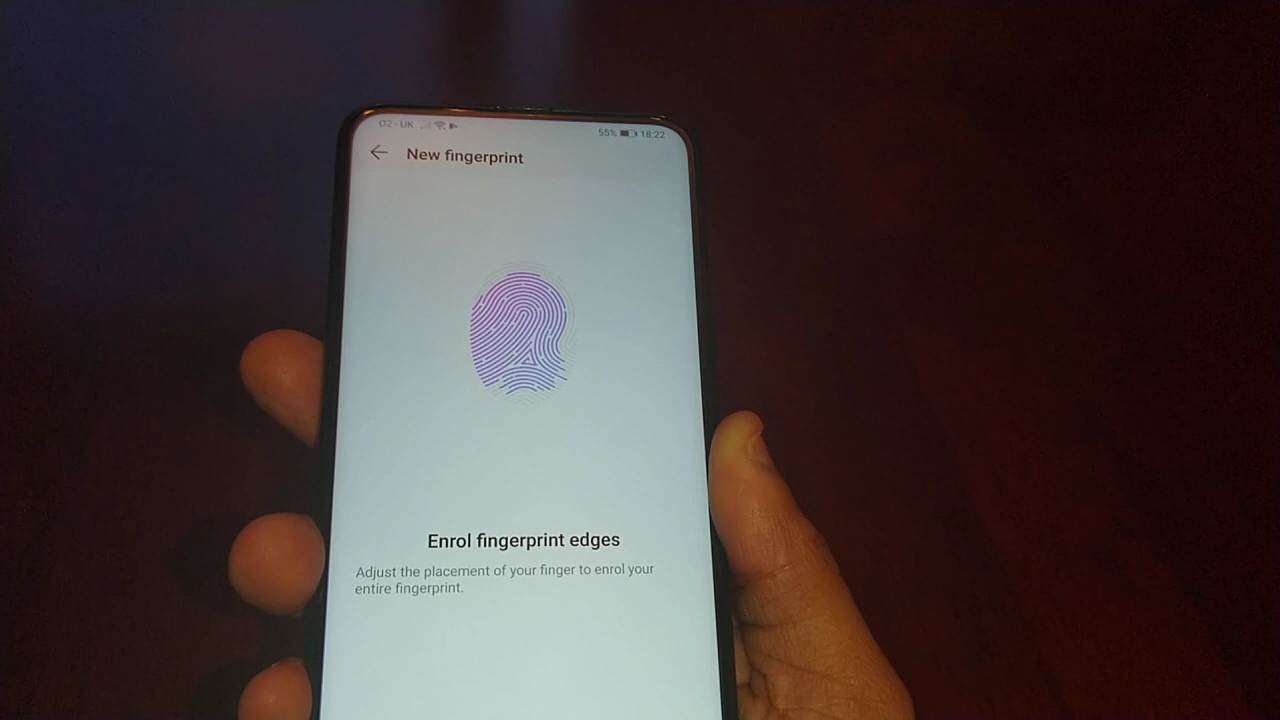 O2 - UK 55% 18:22
New fingerprint
Enrol fingerprint edges
Adjust the placement of your finger to enrol your
entire fingerprint.